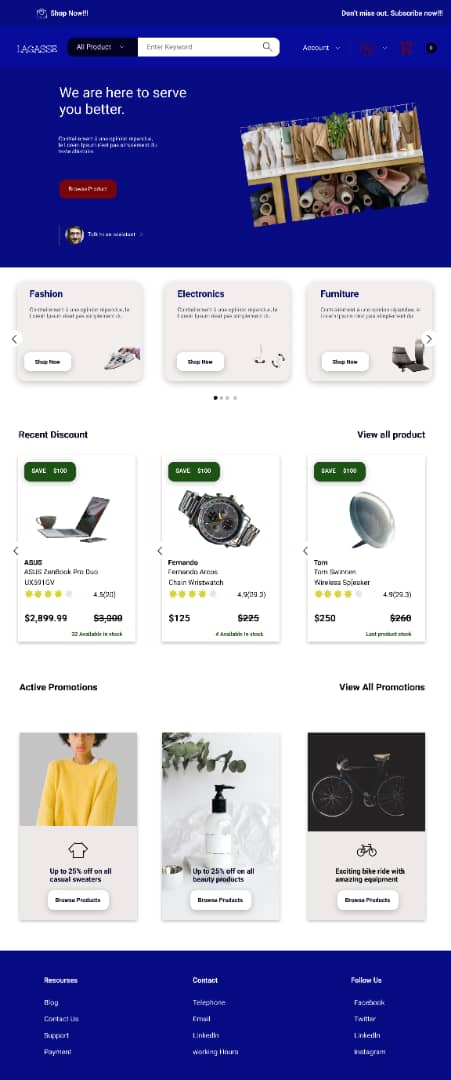 Shop Now!!!
Don't miss out. Subscribe now!!!
LAGASSE
All Product
Enter Keyword
Account
0
We are here to serve
you better.
Browse Product
Talk to an assistant
Fashion
Shop Now
Electronics
Shop Now
Furniture
Shop Now
Recent Discount
View all product
SAVE $100
ASUS
ASUS ZenBook Pro Duo
UX591GV
4.5(20)
$2,899.99 $3,000
22 Available in stock
SAVE $100
Fernando
Fernando Arcos
Chain Wristwatch
4.9(29.3)
$125 $225
4 Available in stock
SAVE $100
Tom
Tom Swinnen
Wireless Speaker
4.9(29.3)
$250 $260
Last product stock
Active Promotions
View All Promotions
Up to 25% off on all
casual sweaters
Browse Products
Up to 25% off on all
beauty products
Browse Products
Exciting bike ride with
amazing equipment
Browse Products
Resourses
Blog
Contact Us
Support
Payment
Contact
Telephone
Email
LinkedIn
working Hours
Follow Us
Facebook
Twitter
LinkedIn
Instagram